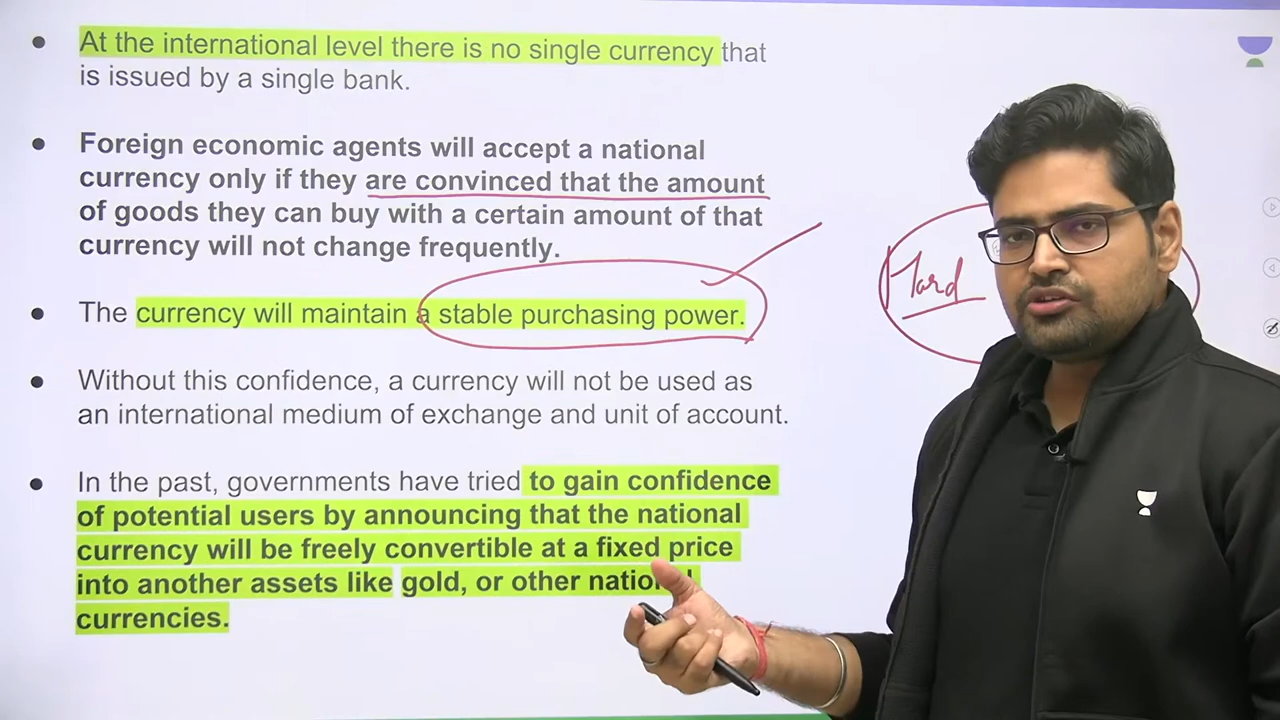 At the international level there is no single currency that
is issued by a single bank.
Foreign economic agents will accept a national
currency only if they are convinced that the amount
of goods they can buy with a certain amount of that
currency will not change frequently.
The currency will maintain a stable purchasing power.
Hard
Without this confidence, a currency will not be used as
an international medium of exchange and unit of account.
In the past, governments have tried to gain confidence
of potential users by announcing that the national
currency will be freely convertible at a fixed price
into another assets like gold, or other national
currencies.